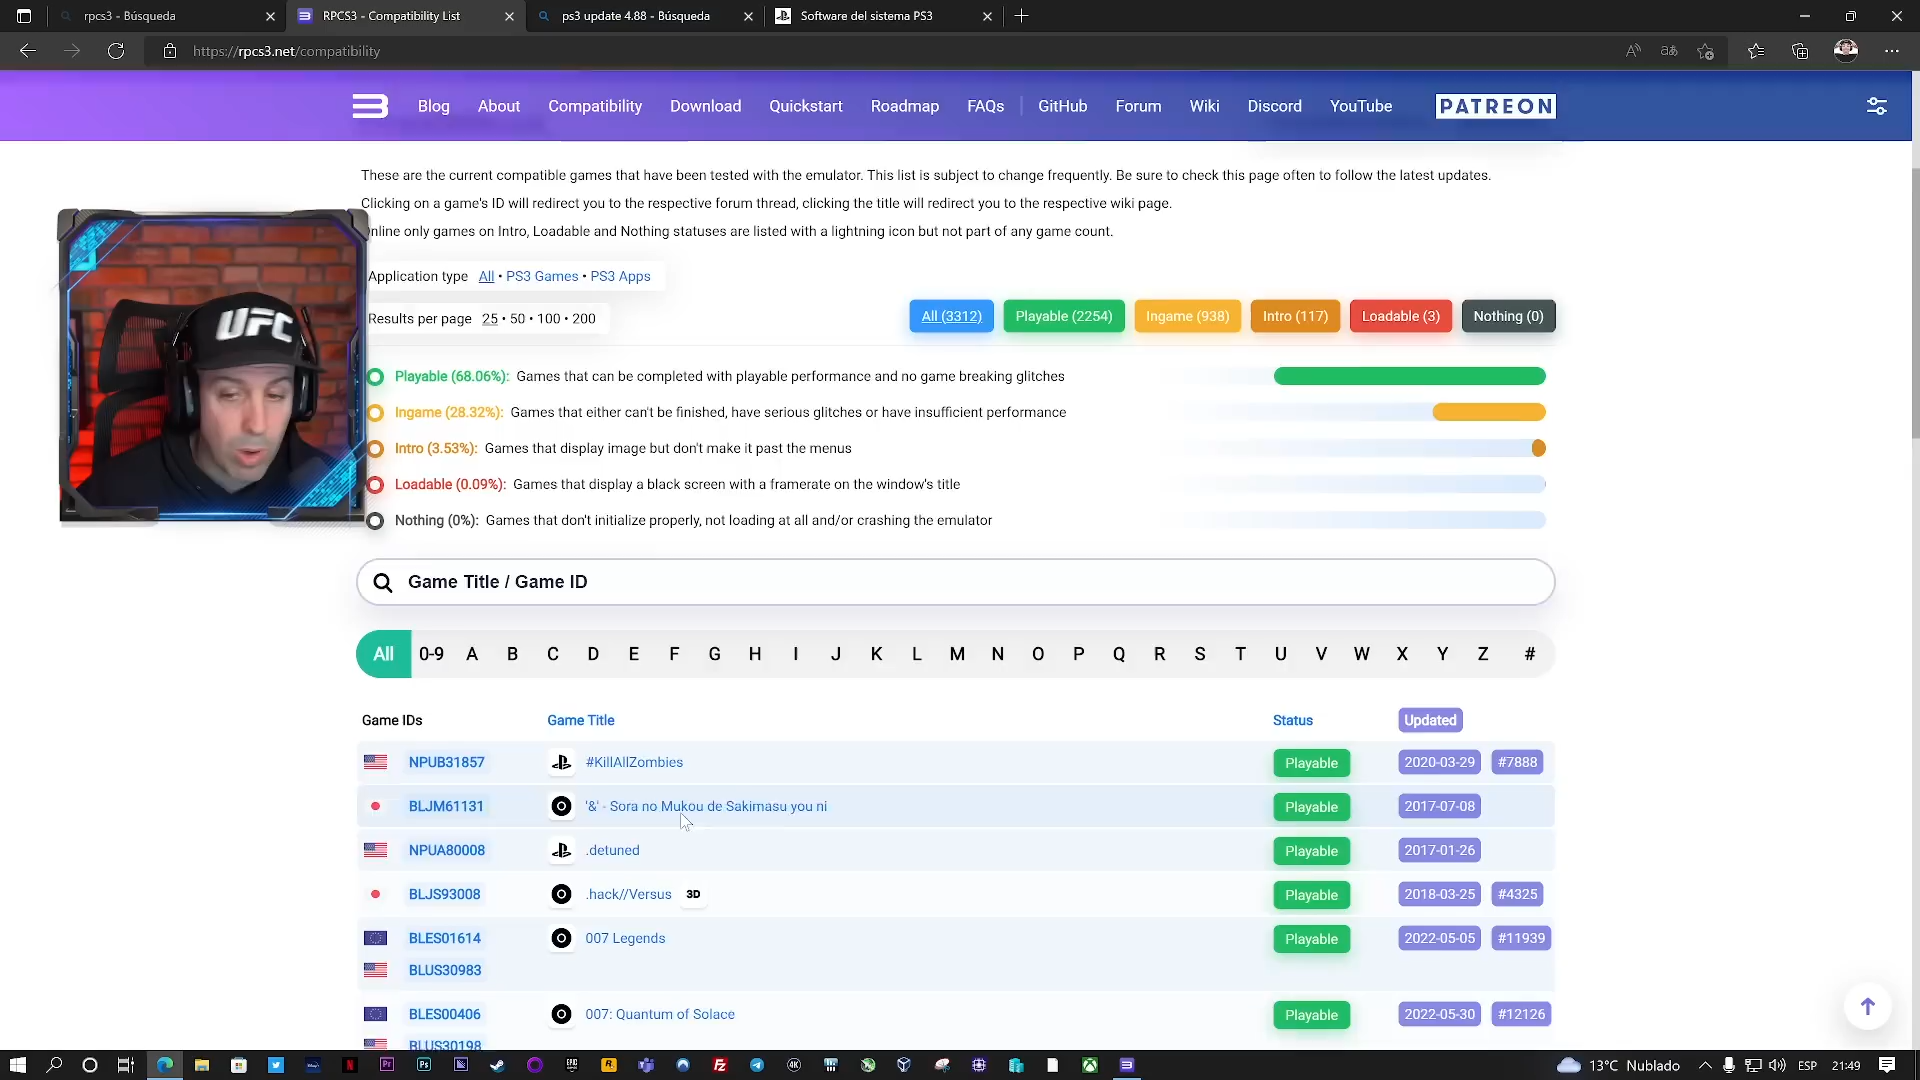 rpcs3 - Búsqueda
RPCS3 - Compatibility List
ps3 update 4.88 - Búsqueda
Software del sistema PS3
https://rpcs3.net/compatibility
Blog About Compatibility Download Quickstart Roadmap FAQs GitHub Forum Wiki Discord YouTube PATREON
These are the current compatible games that have been tested with the emulator. This list is subject to change frequently. Be sure to check this page often to follow the latest updates.
Clicking on a game's ID will redirect you to the respective forum thread, clicking the title will redirect you to the respective wiki page.
nline only games on Intro, Loadable and Nothing statuses are listed with a lightning icon but not part of any game count.
Application type All • PS3 Games • PS3 Apps
Results per page 25 • 50 • 100 • 200
All (3312) Playable (2254) Ingame (938) Intro (117) Loadable (3) Nothing (0)
UFC
Playable (68.06%): Games that can be completed with playable performance and no game breaking glitches
Ingame (28.32%): Games that either can't be finished, have serious glitches or have insufficient performance
Intro (3.53%): Games that display image but don't make it past the menus
Loadable (0.09%): Games that display a black screen with a framerate on the window's title
Nothing (0%): Games that don't initialize properly, not loading at all and/or crashing the emulator
Game Title / Game ID
All 0-9 A B C D E F G H I J K L M N O P Q R S T U V W X Y Z #
Game IDs Game Title Status Updated
NPUB31857 #KillAllZombies Playable 2020-03-29 #7888
BLJM61131 '&' - Sora no Mukou de Sakimasu you ni Playable 2017-07-08
NPUA80008 .detuned Playable 2017-01-26
BLJS93008 .hack//Versus 3D Playable 2018-03-25 #4325
BLES01614 007 Legends Playable 2022-05-05 #11939
BLUS30983
BLES00406 007: Quantum of Solace Playable 2022-05-30 #12126
BLUS30198
13°C Nublado ESP 21:49